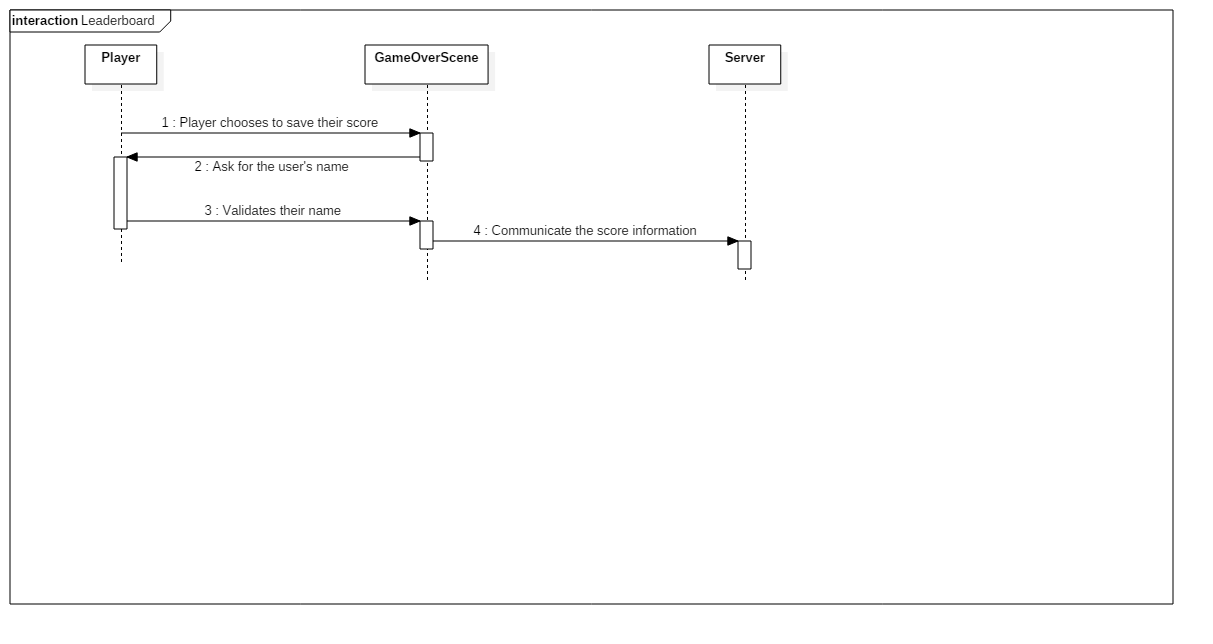 interaction Leaderboard
Player
GameOverScene
Server
1 : Player chooses to save their score
2 : Ask for the user's name
3 : Validates their name
4 : Communicate the score information